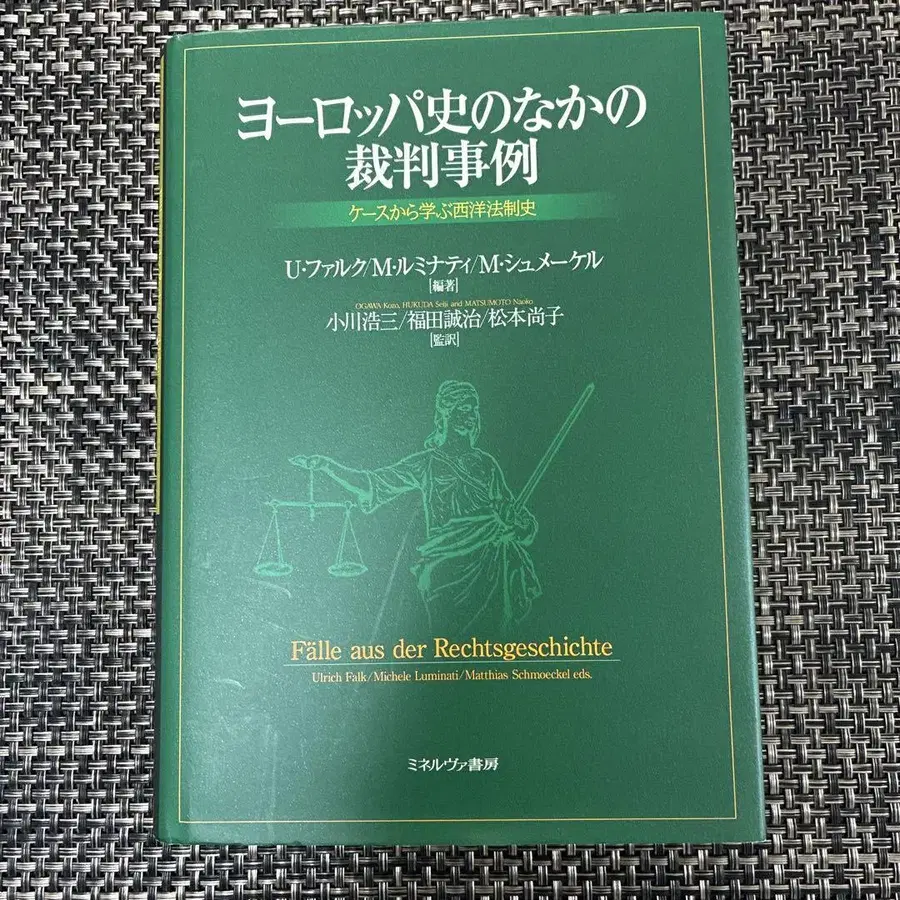 ヨーロッパ史のなかの
裁判事例
ケースから学ぶ西洋法制史
U・ファルク/M・ルミナティ/M・シュメーケル
[編著]
OGAWA Kozo, HUKUDA Seiji and MATSUMOTO Naoko
小川浩三/福田誠治/松本尚子
[監訳]
Fälle aus der Rechtsgeschichte
Ulrich Falk/Michele Luminati/Matthias Schmoeckel eds.
ミネルヴァ書房